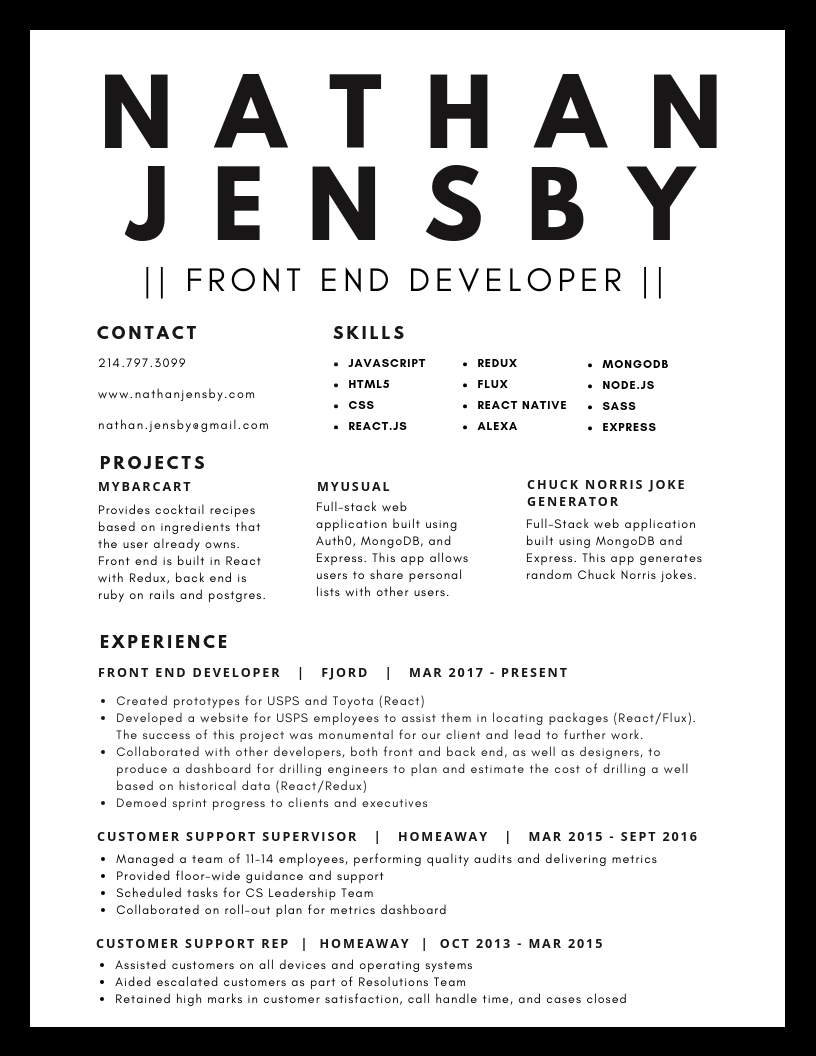 NATHAN
JENSBY
|| FRONT END DEVELOPER ||
CONTACT
214.797.3099
www.nathanjensby.com
nathan.jensby@gmail.com
SKILLS
• JAVASCRIPT
• HTML5
• CSS
• REACT.JS
• REDUX
• FLUX
• REACT NATIVE
• ALEXA
• MONGODB
• NODE.JS
• SASS
• EXPRESS
PROJECTS
MYBARCART
Provides cocktail recipes
based on ingredients that
the user already owns.
Front end is built in React
with Redux, back end is
ruby on rails and postgres.
MYUSUAL
Full-stack web
application built using
Auth0, MongoDB, and
Express. This app allows
users to share personal
lists with other users.
CHUCK NORRIS JOKE
GENERATOR
Full-Stack web application
built using MongoDB and
Express. This app generates
random Chuck Norris jokes.
EXPERIENCE
FRONT END DEVELOPER | FJORD | MAR 2017 - PRESENT
• Created prototypes for USPS and Toyota (React)
• Developed a website for USPS employees to assist them in locating packages (React/Flux).
The success of this project was monumental for our client and lead to further work.
• Collaborated with other developers, both front and back end, as well as designers, to
produce a dashboard for drilling engineers to plan and estimate the cost of drilling a well
based on historical data (React/Redux)
• Demoed sprint progress to clients and executives
CUSTOMER SUPPORT SUPERVISOR | HOMEAWAY | MAR 2015 - SEPT 2016
• Managed a team of 11-14 employees, performing quality audits and delivering metrics
• Provided floor-wide guidance and support
• Scheduled tasks for CS Leadership Team
• Collaborated on roll-out plan for metrics dashboard
CUSTOMER SUPPORT REP | HOMEAWAY | OCT 2013 - MAR 2015
• Assisted customers on all devices and operating systems
• Aided escalated customers as part of Resolutions Team
• Retained high marks in customer satisfaction, call handle time, and cases closed